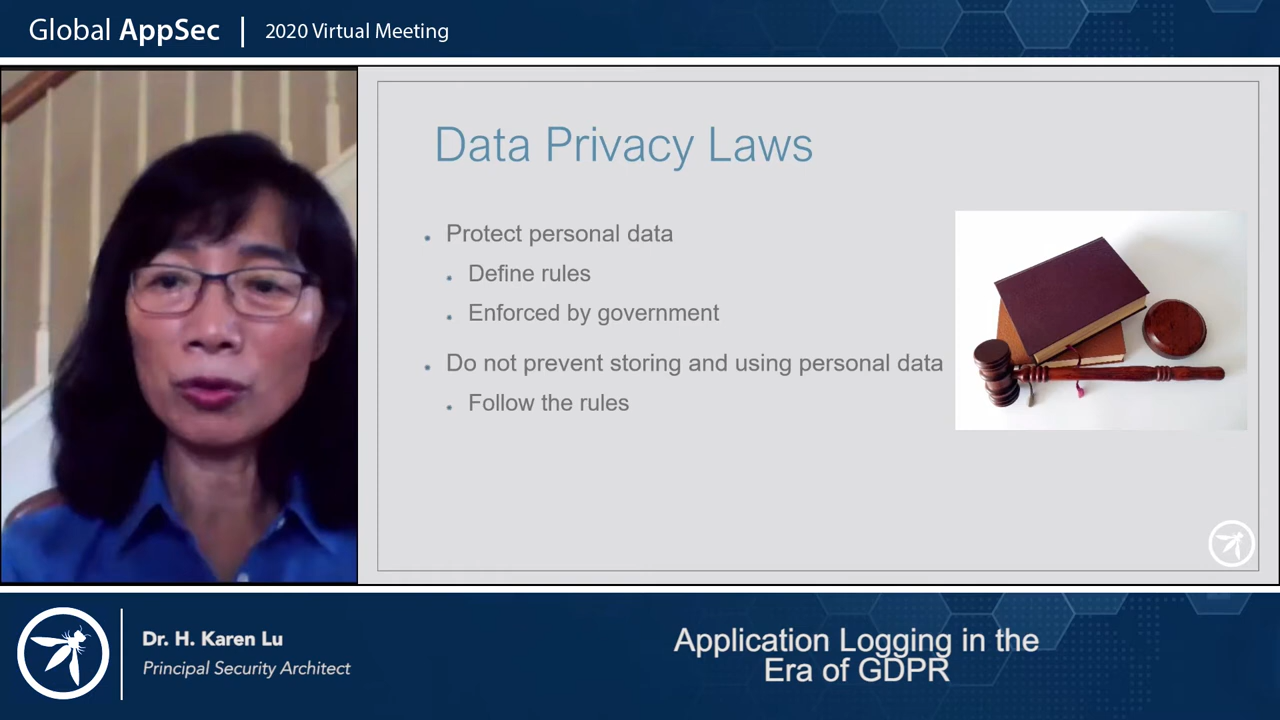 Global AppSec | 2020 Virtual Meeting
Data Privacy Laws
• Protect personal data
• Define rules
• Enforced by government
• Do not prevent storing and using personal data
• Follow the rules
Dr. H. Karen Lu
Principal Security Architect
Application Logging in the
Era of GDPR